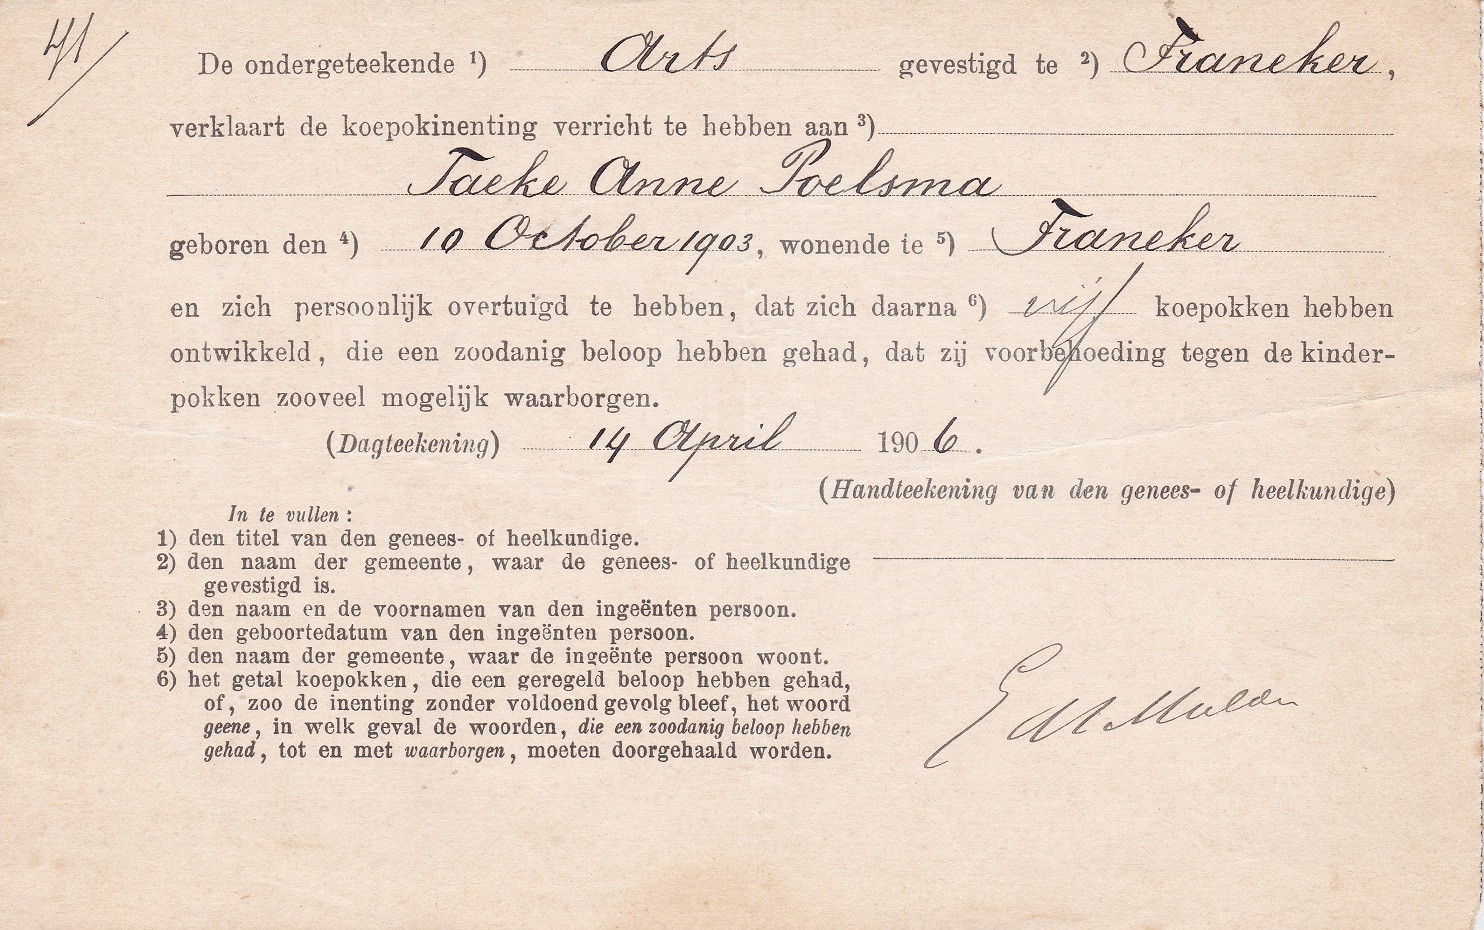 41/
De ondergeteekende ¹) Arts gevestigd te ²) Franeker,
verklaart de koepokinenting verricht te hebben aan ³)
Taeke Anne Poelsma
geboren den ⁴) 10 October 1903, wonende te ⁵) Franeker
en zich persoonlijk overtuigd te hebben, dat zich daarna ⁶) vijf koepokken hebben
ontwikkeld, die een zoodanig beloop hebben gehad, dat zij voorbehoeding tegen de kinder-
pokken zooveel mogelijk waarborgen.
(Dagteekening) 14 April 1906.
(Handteekening van den genees- of heelkundige)
In te vullen:
1) den titel van den genees- of heelkundige.
2) den naam der gemeente, waar de genees- of heelkundige
gevestigd is.
3) den naam en de voornamen van den ingeënten persoon.
4) den geboortedatum van den ingeënten persoon.
5) den naam der gemeente, waar de ingeënte persoon woont.
6) het getal koepokken, die een geregeld beloop hebben gehad,
of, zoo de inenting zonder voldoend gevolg bleef, het woord
geene, in welk geval de woorden, die een zoodanig beloop hebben
gehad, tot en met waarborgen, moeten doorgehaald worden.
Mulder